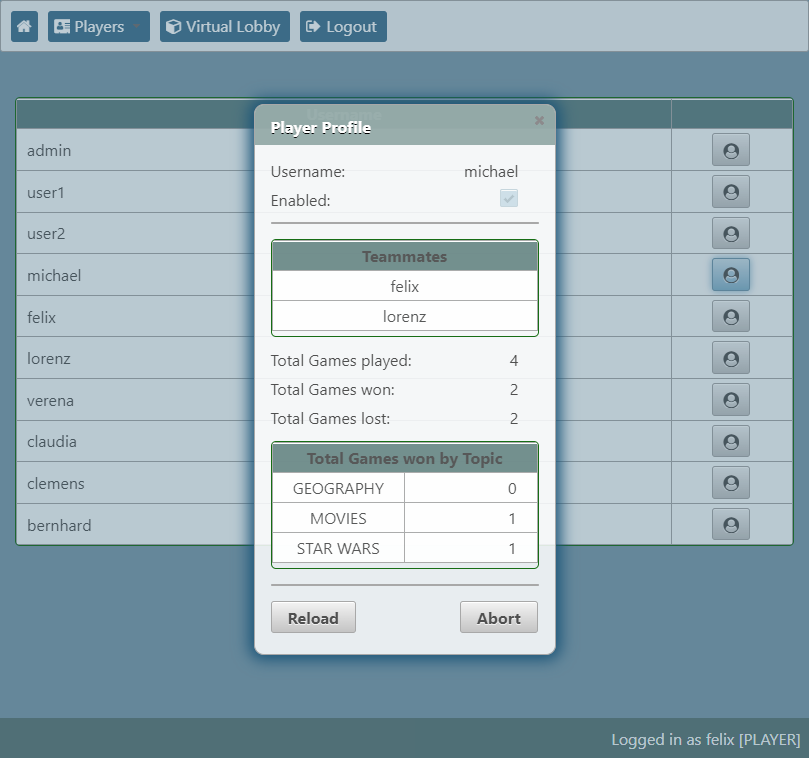 Players Virtual Lobby Logout
Player Profile
Username: michael
Enabled:
Teammates
felix
lorenz
Total Games played: 4
Total Games won: 2
Total Games lost: 2
Total Games won by Topic
GEOGRAPHY 0
MOVIES 1
STAR WARS 1
Reload Abort
admin
user1
user2
michael
felix
lorenz
verena
claudia
clemens
bernhard
Logged in as felix [PLAYER]